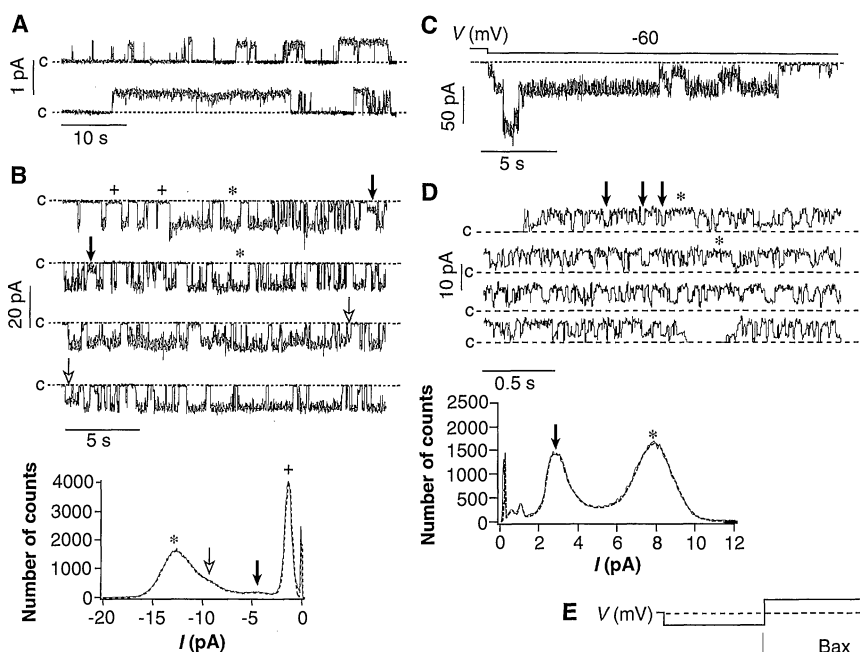 A
c
1 pA
c
10 s
B
+ + *
c
*
c
20 pA
c
c
5 s
4000
3000
2000
1000
0
Number of counts
* +
-20 -15 -10 -5 0
I (pA)
C
V (mV) -60
50 pA
5 s
D
*
c
*
c
10 pA
c
c
0.5 s
2500
2000
1500
1000
500
0
Number of counts
*
0 2 4 6 8 10 12
I (pA)
E V (mV)
Bax